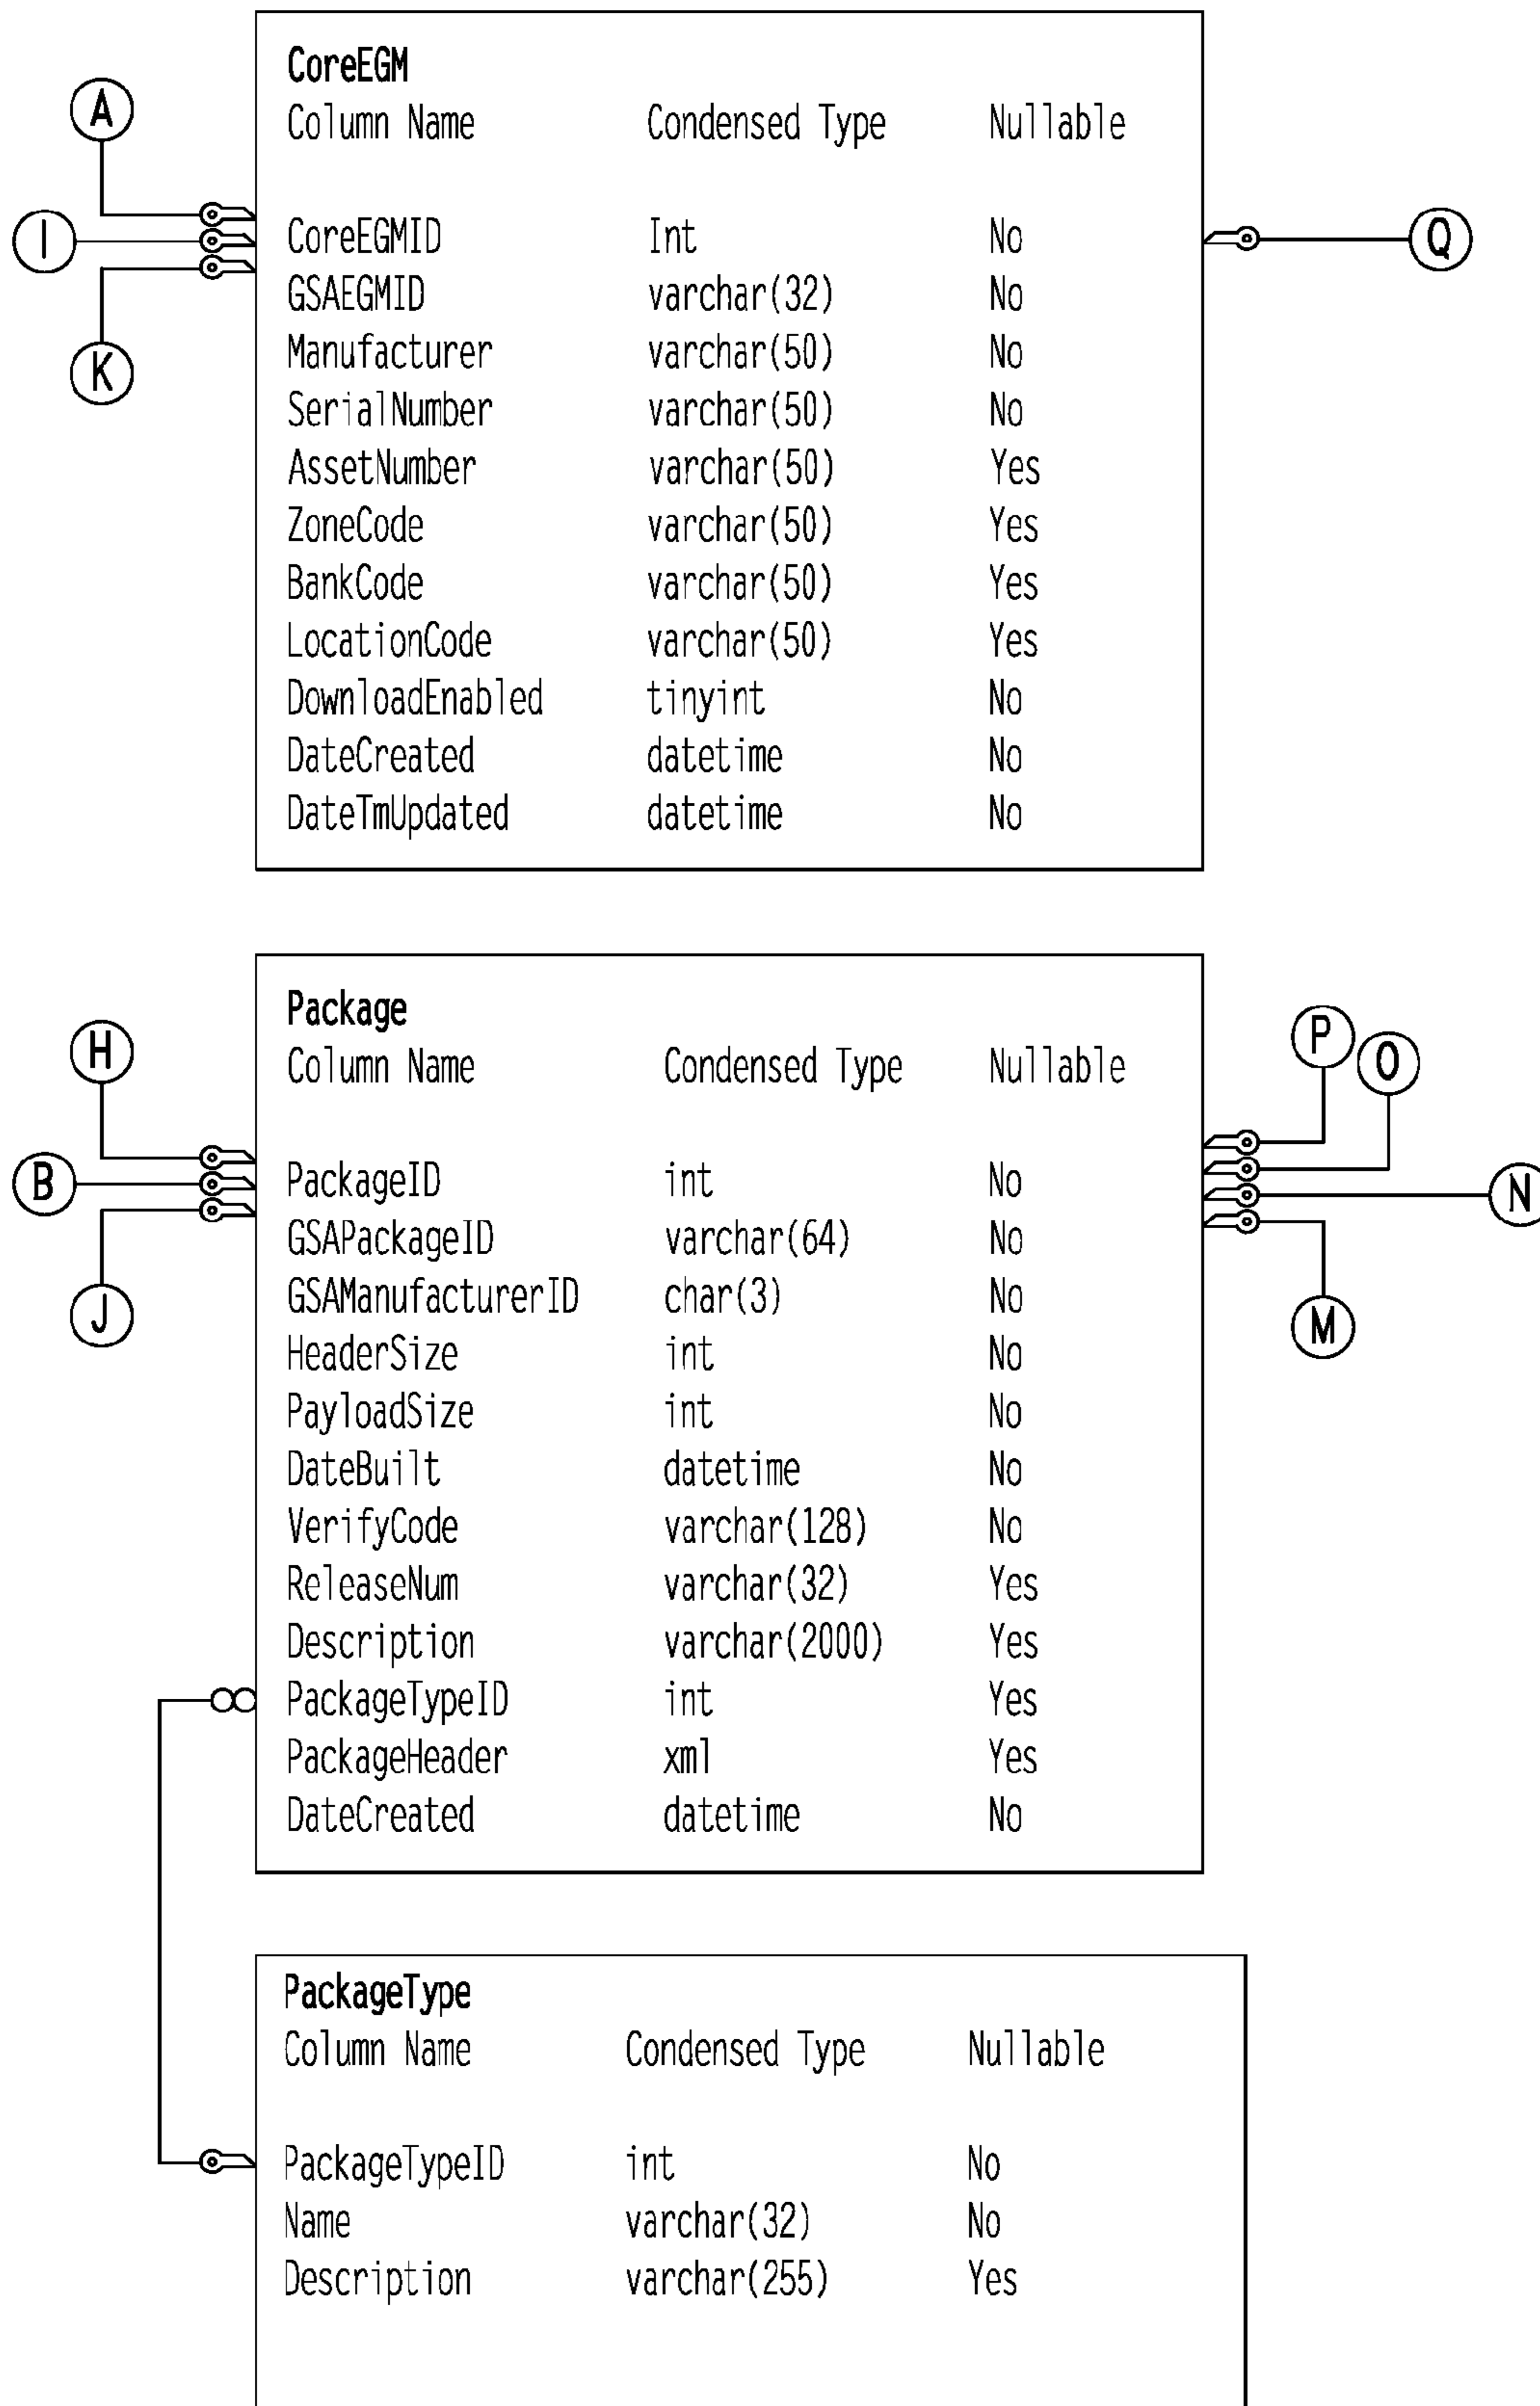 CoreEGM
Column Name Condensed Type Nullable
A
CoreEGMID Int No
I
Q
GSAEGMID varchar(32) No
Manufacturer varchar(50) No
K
SerialNumber varchar(50) No
AssetNumber varchar(50) Yes
ZoneCode varchar(50) Yes
BankCode varchar(50) Yes
LocationCode varchar(50) Yes
DownloadEnabled tinyint No
DateCreated datetime No
DateTmUpdated datetime No
Package
H
P
O
Column Name Condensed Type Nullable
B
PackageID int No
N
GSAPackageID varchar(64) No
GSAManufacturerID char(3) No
J
M
HeaderSize int No
PayloadSize int No
DateBuilt datetime No
VerifyCode varchar(128) No
ReleaseNum varchar(32) Yes
Description varchar(2000) Yes
PackageTypeID int Yes
PackageHeader xml Yes
DateCreated datetime No
PackageType
Column Name Condensed Type Nullable
PackageTypeID int No
Name varchar(32) No
Description varchar(255) Yes